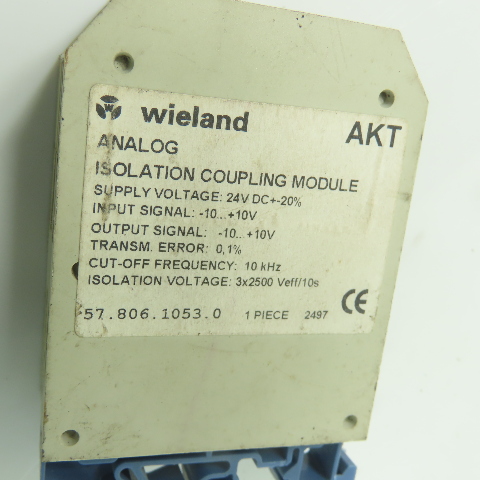 wieland AKT
ANALOG
ISOLATION COUPLING MODULE
SUPPLY VOLTAGE: 24V DC+-20%
INPUT SIGNAL: -10...+10V
OUTPUT SIGNAL: -10...+10V
TRANSM. ERROR: 0,1%
CUT-OFF FREQUENCY: 10 kHz
ISOLATION VOLTAGE: 3x2500 Veff/10s
57.806.1053.0 1 PIECE 2497 CE